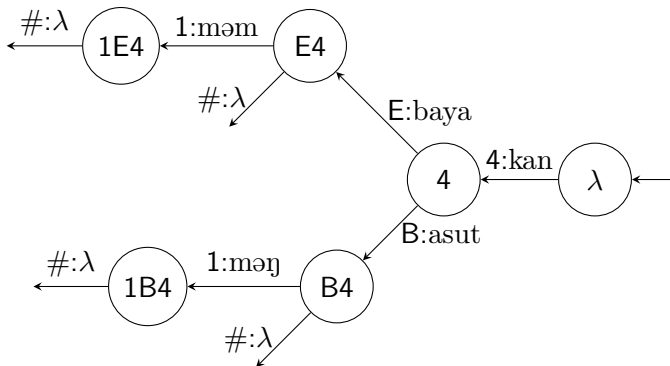 #:λ
1E4
1:məm
E4
#:λ
E:baya
4
4:kan
λ
B:asut
#:λ
1B4
1:məŋ
B4
#:λ